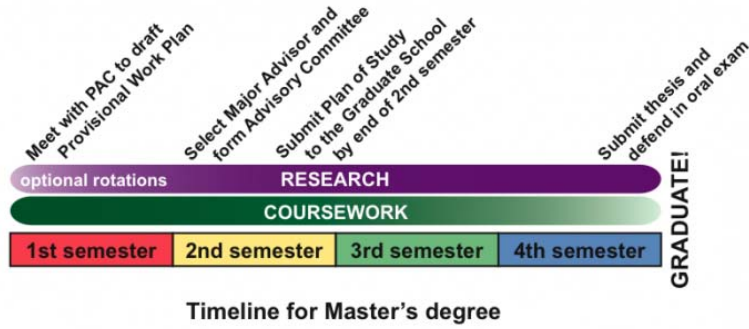 Meet with PAC to draft
Provisional Work Plan
Select Major Advisor and
form Advisory Committee
Submit Plan of Study
to the Graduate School
by end of 2nd semester
Submit thesis and
defend in oral exam
optional rotations
RESEARCH
COURSEWORK
1st semester
2nd semester
3rd semester
4th semester
GRADUATE!
Timeline for Master's degree